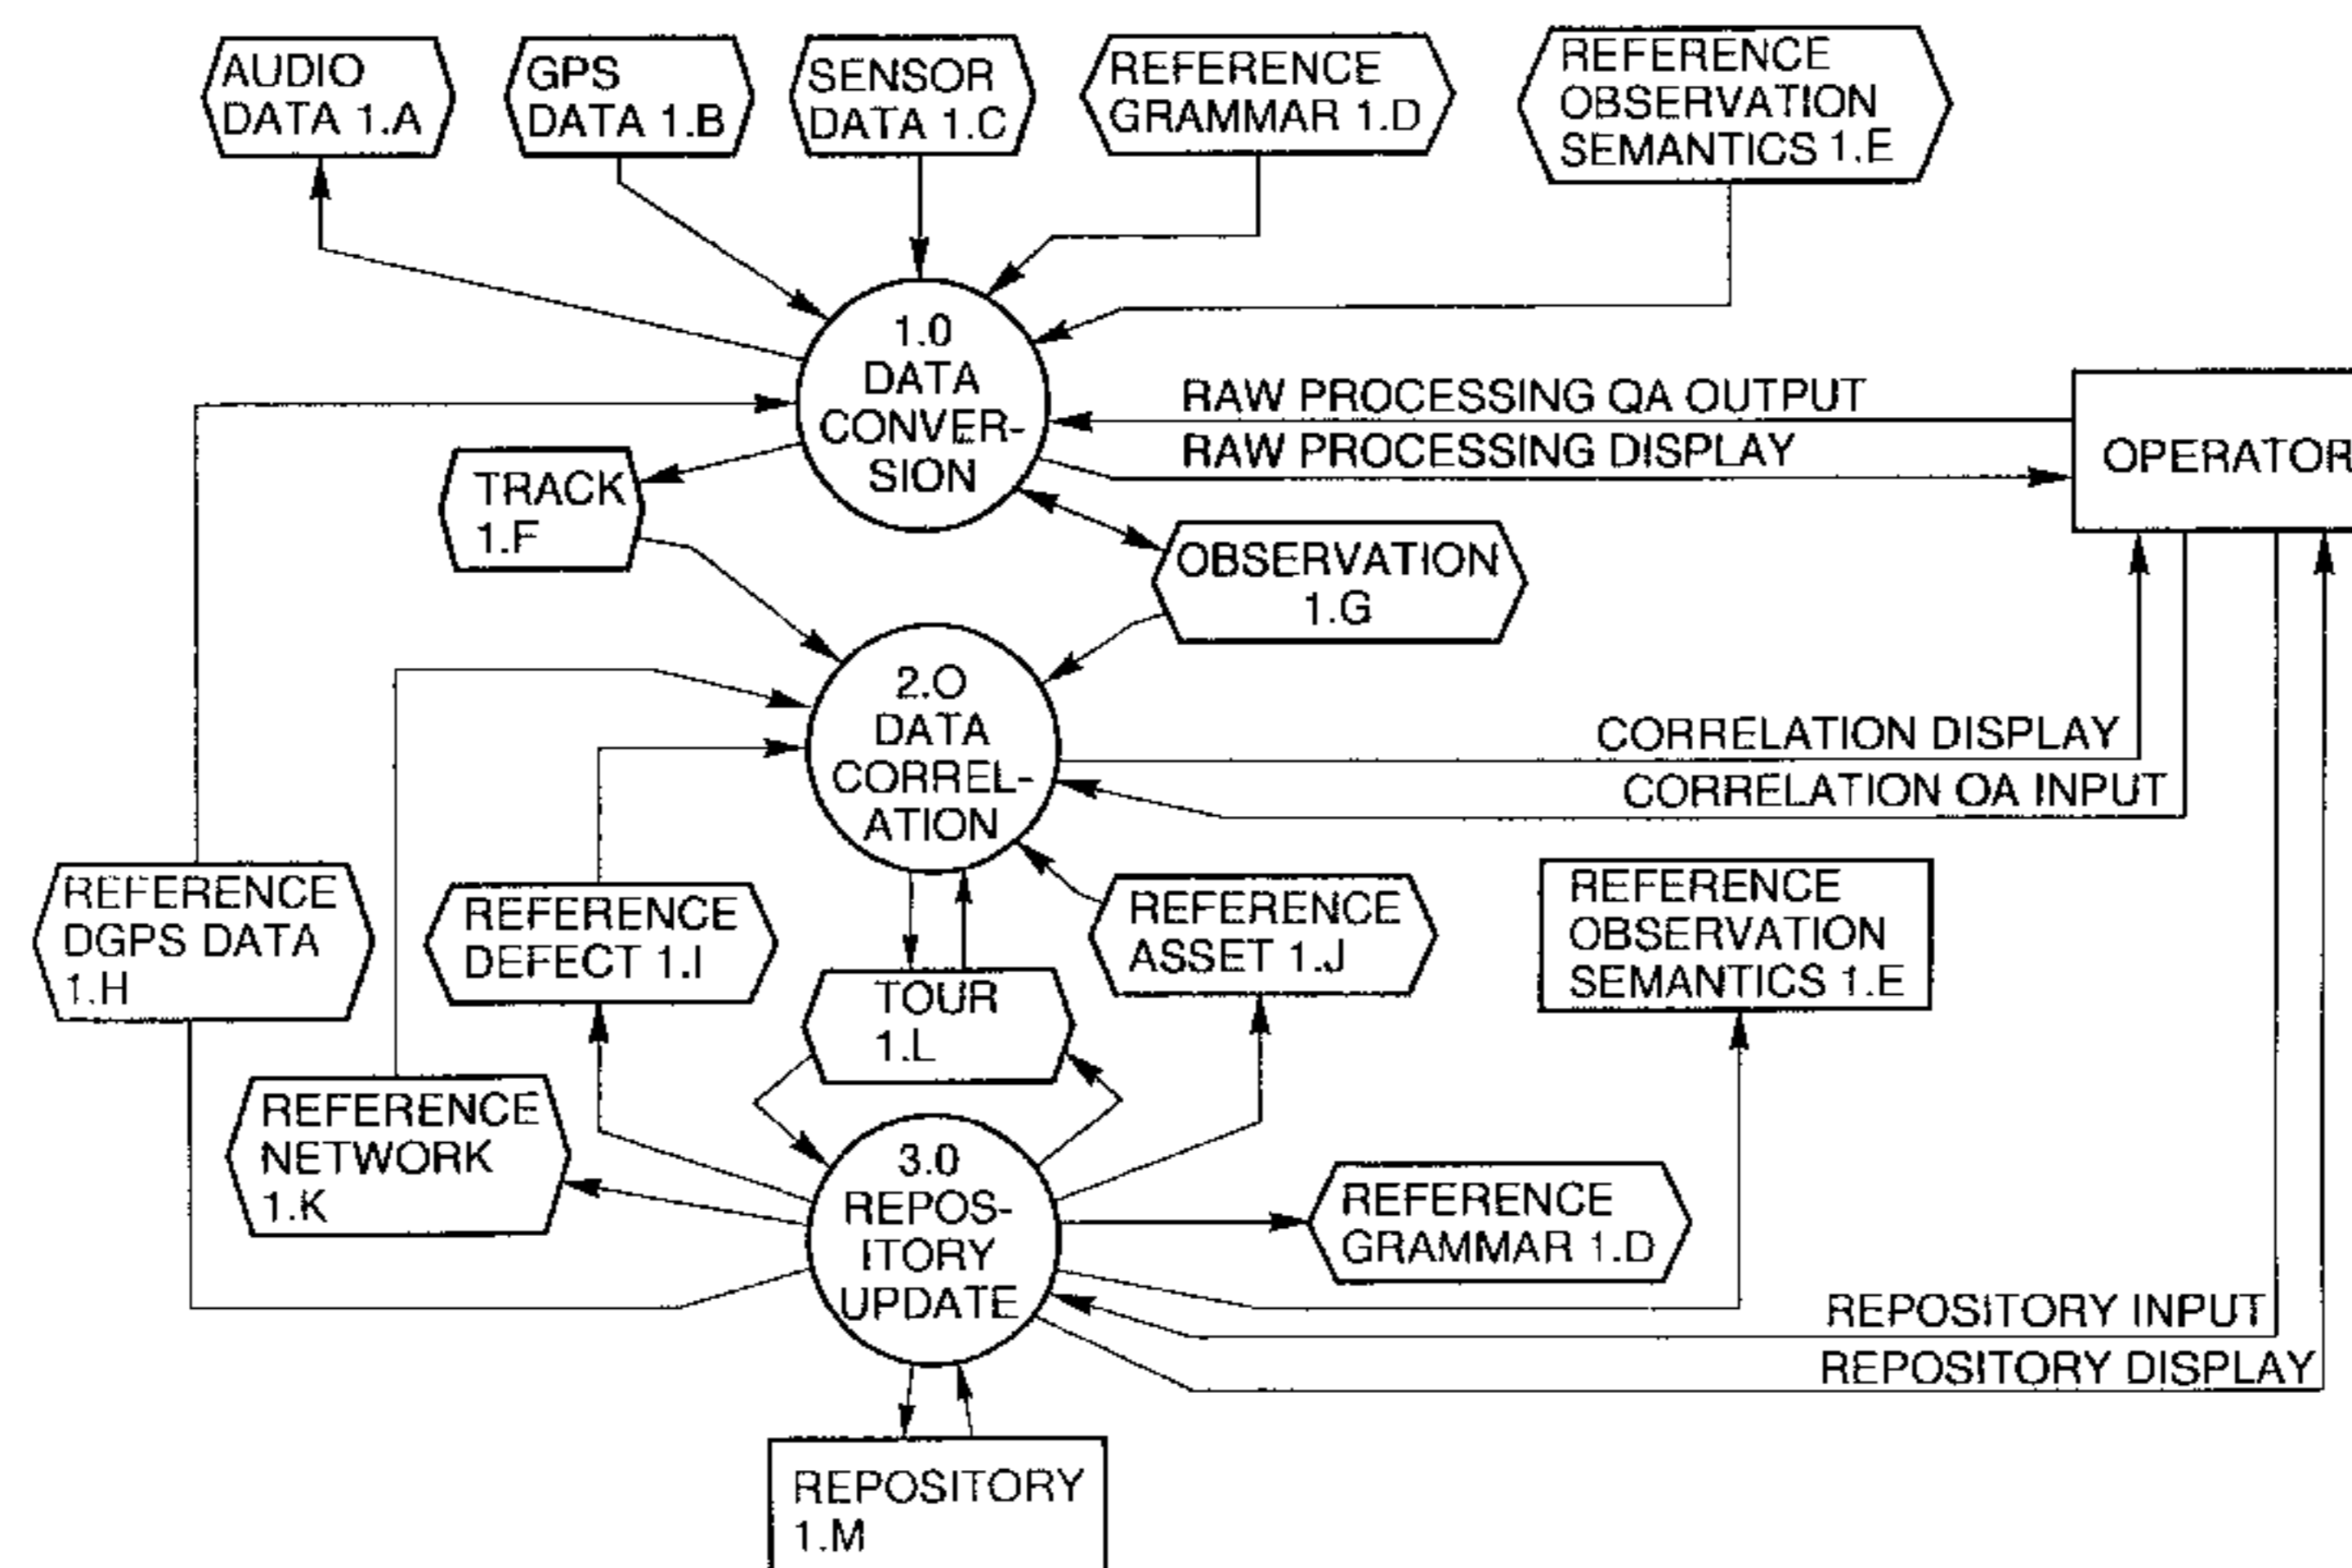 AUDIO
DATA 1.A
GPS
DATA 1.B
SENSOR
DATA 1.C
REFERENCE
GRAMMAR 1.D
REFERENCE
OBSERVATION
SEMANTICS 1.E
1.0
DATA
CONVER-
SION
RAW PROCESSING QA OUTPUT
RAW PROCESSING DISPLAY
OPERATOR
TRACK
1.F
OBSERVATION
1.G
2.O
DATA
CORREL-
ATION
CORRELATION DISPLAY
CORRELATION OA INPUT
REFERENCE
DGPS DATA
1.H
REFERENCE
DEFECT 1.I
TOUR
1.L
REFERENCE
ASSET 1.J
REFERENCE
OBSERVATION
SEMANTICS 1.E
REFERENCE
NETWORK
1.K
3.0
REPOS-
ITORY
UPDATE
REFERENCE
GRAMMAR 1.D
REPOSITORY INPUT
REPOSITORY DISPLAY
REPOSITORY
1.M